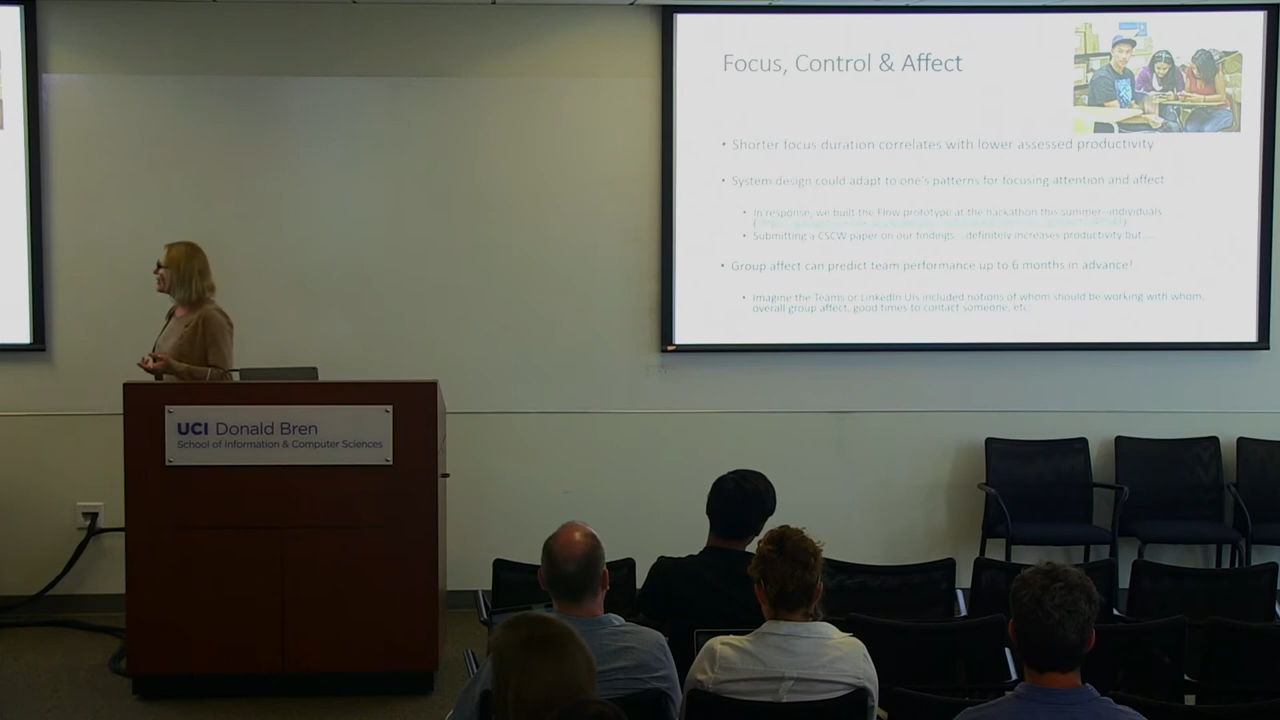 Focus, Control & Affect
• Shorter focus duration correlates with lower assessed productivity
• System design could adapt to one's patterns for focusing attention and affect
• In response, we built the Flow prototype at the hackathon this summer--individuals
• Submitting a CSCW paper on our findings...definitely increases productivity but.....
• Group affect can predict team performance up to 6 months in advance!
• Imagine the Teams or LinkedIn UIs included notions of whom should be working with whom,
overall group affect, good times to contact someone, etc.
UCI Donald Bren
School of Information & Computer Sciences